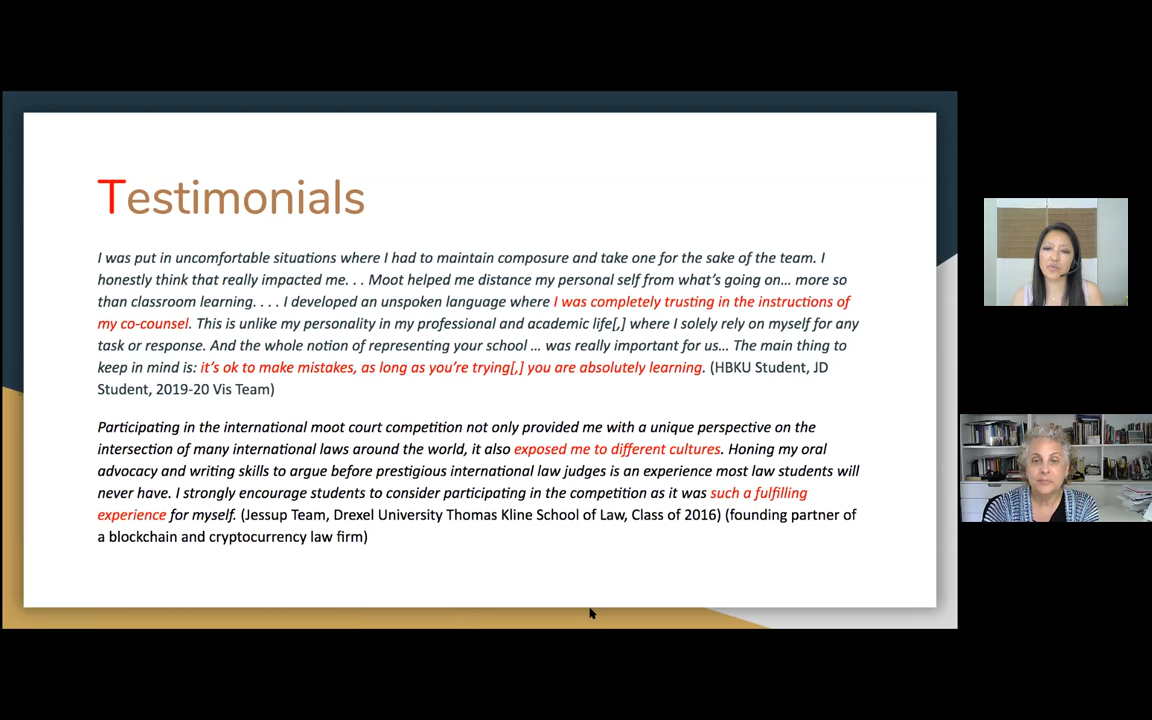 Testimonials
I was put in uncomfortable situations where I had to maintain composure and take one for the sake of the team. I
honestly think that really impacted me. . . Moot helped me distance my personal self from what’s going on... more so
than classroom learning. . . . I developed an unspoken language where I was completely trusting in the instructions of
my co-counsel. This is unlike my personality in my professional and academic life[,] where I solely rely on myself for any
task or response. And the whole notion of representing your school ... was really important for us... The main thing to
keep in mind is: it’s ok to make mistakes, as long as you’re trying[,] you are absolutely learning. (HBKU Student, JD
Student, 2019-20 Vis Team)
Participating in the international moot court competition not only provided me with a unique perspective on the
intersection of many international laws around the world, it also exposed me to different cultures. Honing my oral
advocacy and writing skills to argue before prestigious international law judges is an experience most law students will
never have. I strongly encourage students to consider participating in the competition as it was such a fulfilling
experience for myself. (Jessup Team, Drexel University Thomas Kline School of Law, Class of 2016) (founding partner of
a blockchain and cryptocurrency law firm)